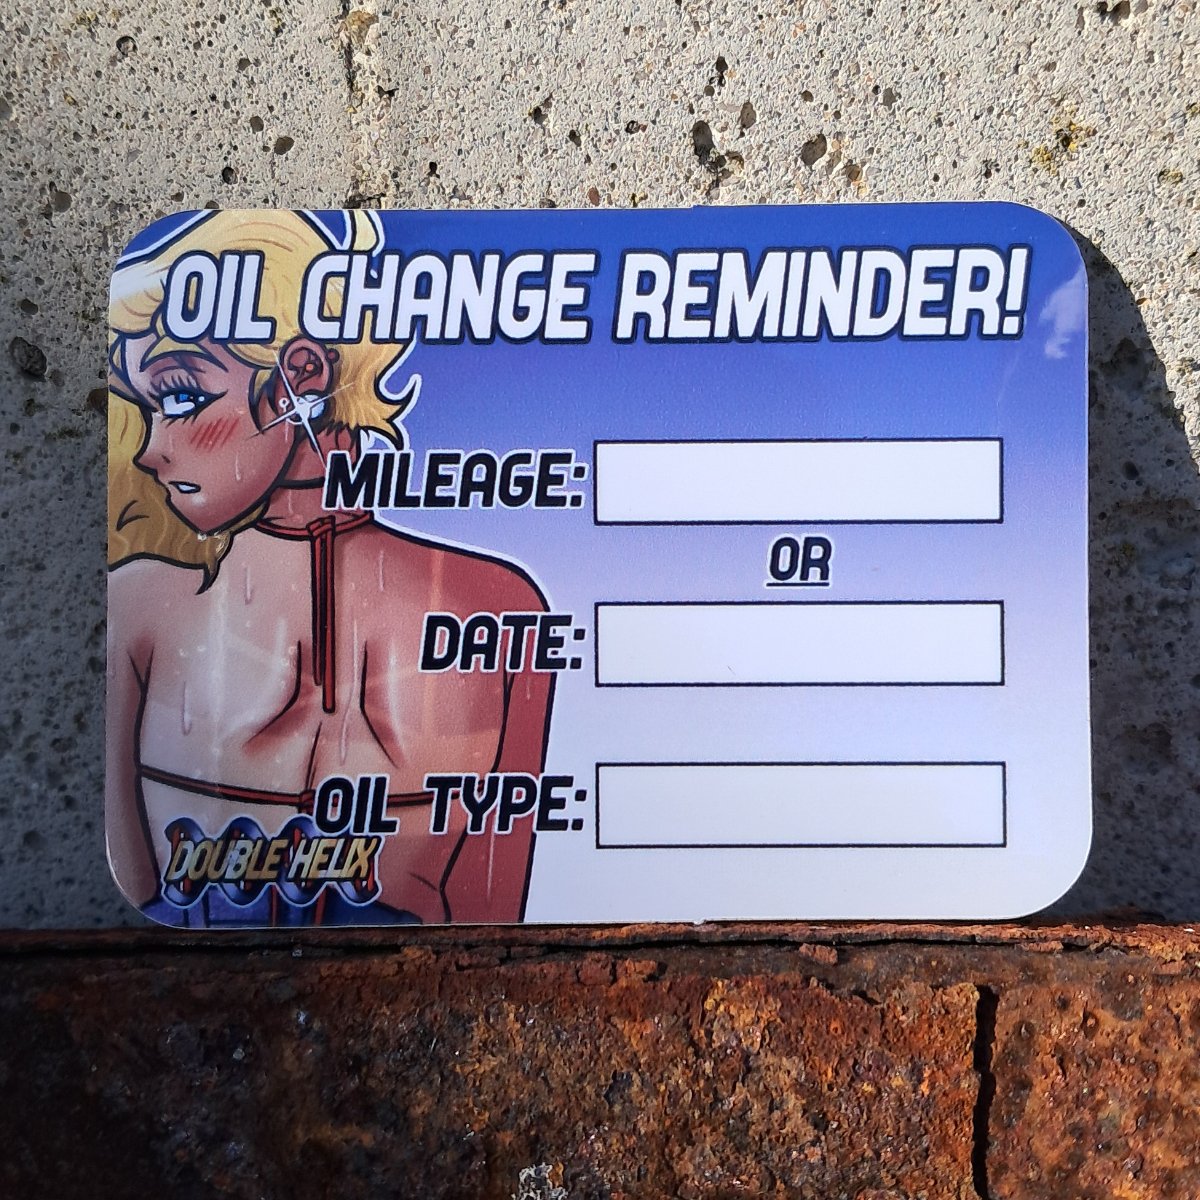 OIL CHANGE REMINDER!
MILEAGE:
OR
DATE:
OIL TYPE:
DOUBLE HELIX